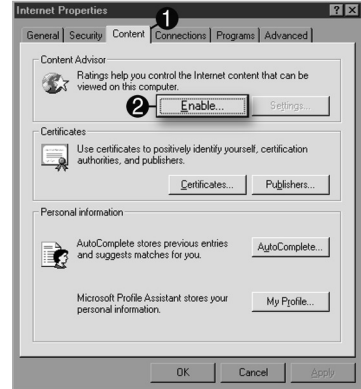 Internet Properties
1
General Security Content Connections Programs Advanced
Content Advisor
Ratings help you control the Internet content that can be
viewed on this computer.
2 Enable... Settings...
Certificates
Use certificates to positively identify yourself, certification
authorities, and publishers.
Certificates... Publishers...
Personal information
AutoComplete stores previous entries
and suggests matches for you.
AutoComplete...
Microsoft Profile Assistant stores your
personal information.
My Profile...
OK Cancel Apply